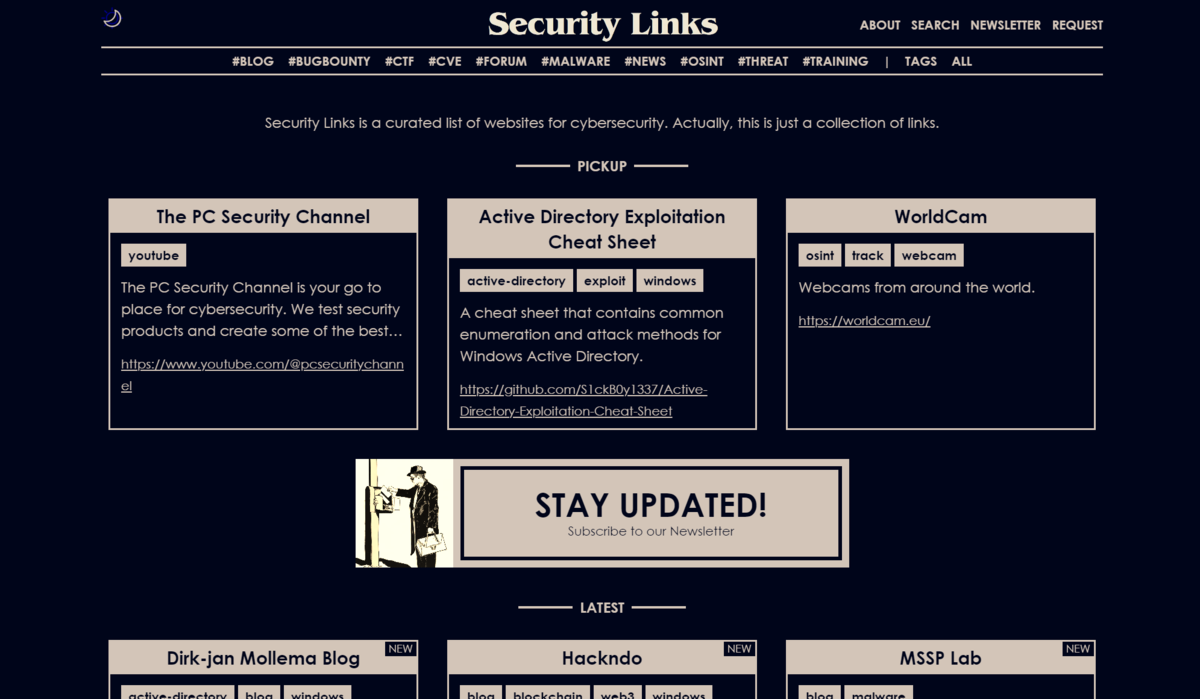 Security Links
ABOUT SEARCH NEWSLETTER REQUEST
#BLOG #BUGBOUNTY #CTF #CVE #FORUM #MALWARE #NEWS #OSINT #THREAT #TRAINING | TAGS ALL
Security Links is a curated list of websites for cybersecurity. Actually, this is just a collection of links.
PICKUP
The PC Security Channel
youtube
The PC Security Channel is your go to
place for cybersecurity. We test security
products and create some of the best...
https://www.youtube.com/@pcsecuritychann
el
Active Directory Exploitation
Cheat Sheet
active-directory exploit windows
A cheat sheet that contains common
enumeration and attack methods for
Windows Active Directory.
https://github.com/S1ckB0y1337/Active-
Directory-Exploitation-Cheat-Sheet
WorldCam
osint track webcam
Webcams from around the world.
https://worldcam.eu/
STAY UPDATED!
Subscribe to our Newsletter
LATEST
NEW
Dirk-jan Mollema Blog
active-directory blog windows
NEW
Hackndo
blog blockchain web3 windows
NEW
MSSP Lab
blog malware